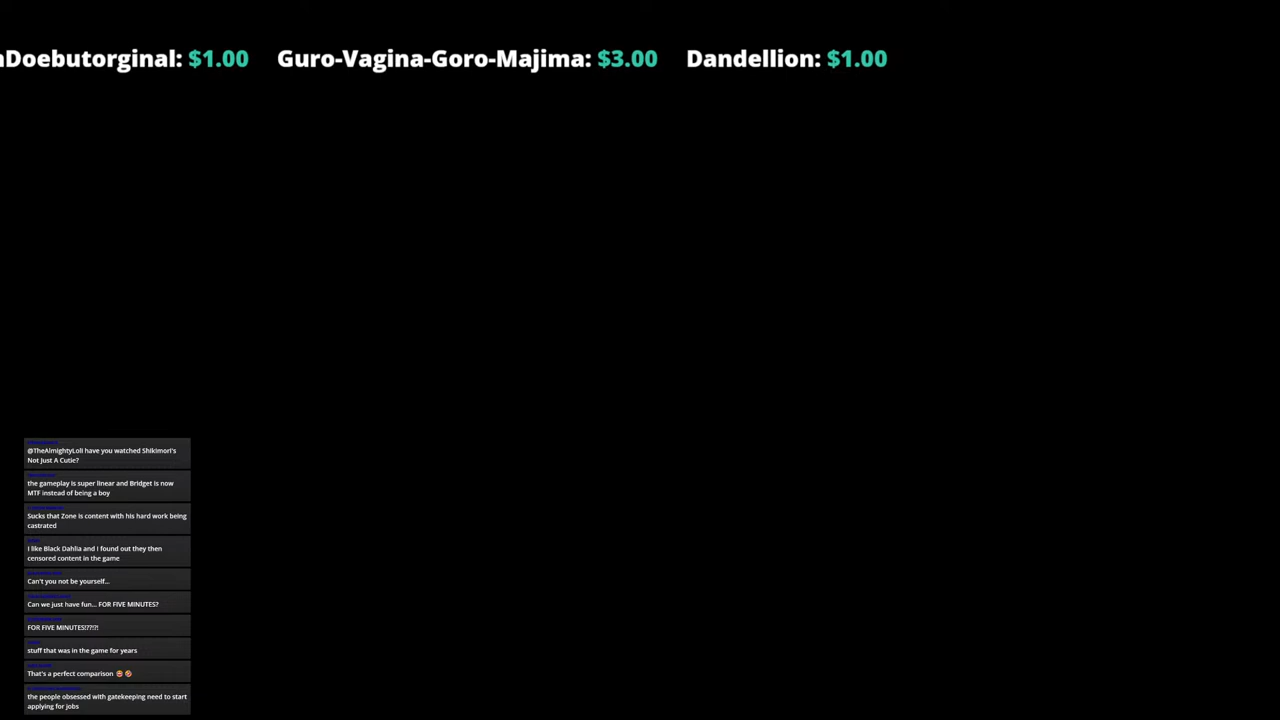 aDoebutorginal: $1.00 Guro-Vagina-Goro-Majima: $3.00 Dandellion: $1.00
@TheAlmightyLoli have you watched Shikimori's
Not Just A Cutie?
the gameplay is super linear and Bridget is now
MTF instead of being a boy
Sucks that Zone is content with his hard work being
castrated
I like Black Dahlia and I found out they then
censored content in the game
Can't you not be yourself...
Can we just have fun... FOR FIVE MINUTES?
FOR FIVE MINUTES!??!?!
stuff that was in the game for years
That's a perfect comparison
the people obsessed with gatekeeping need to start
applying for jobs